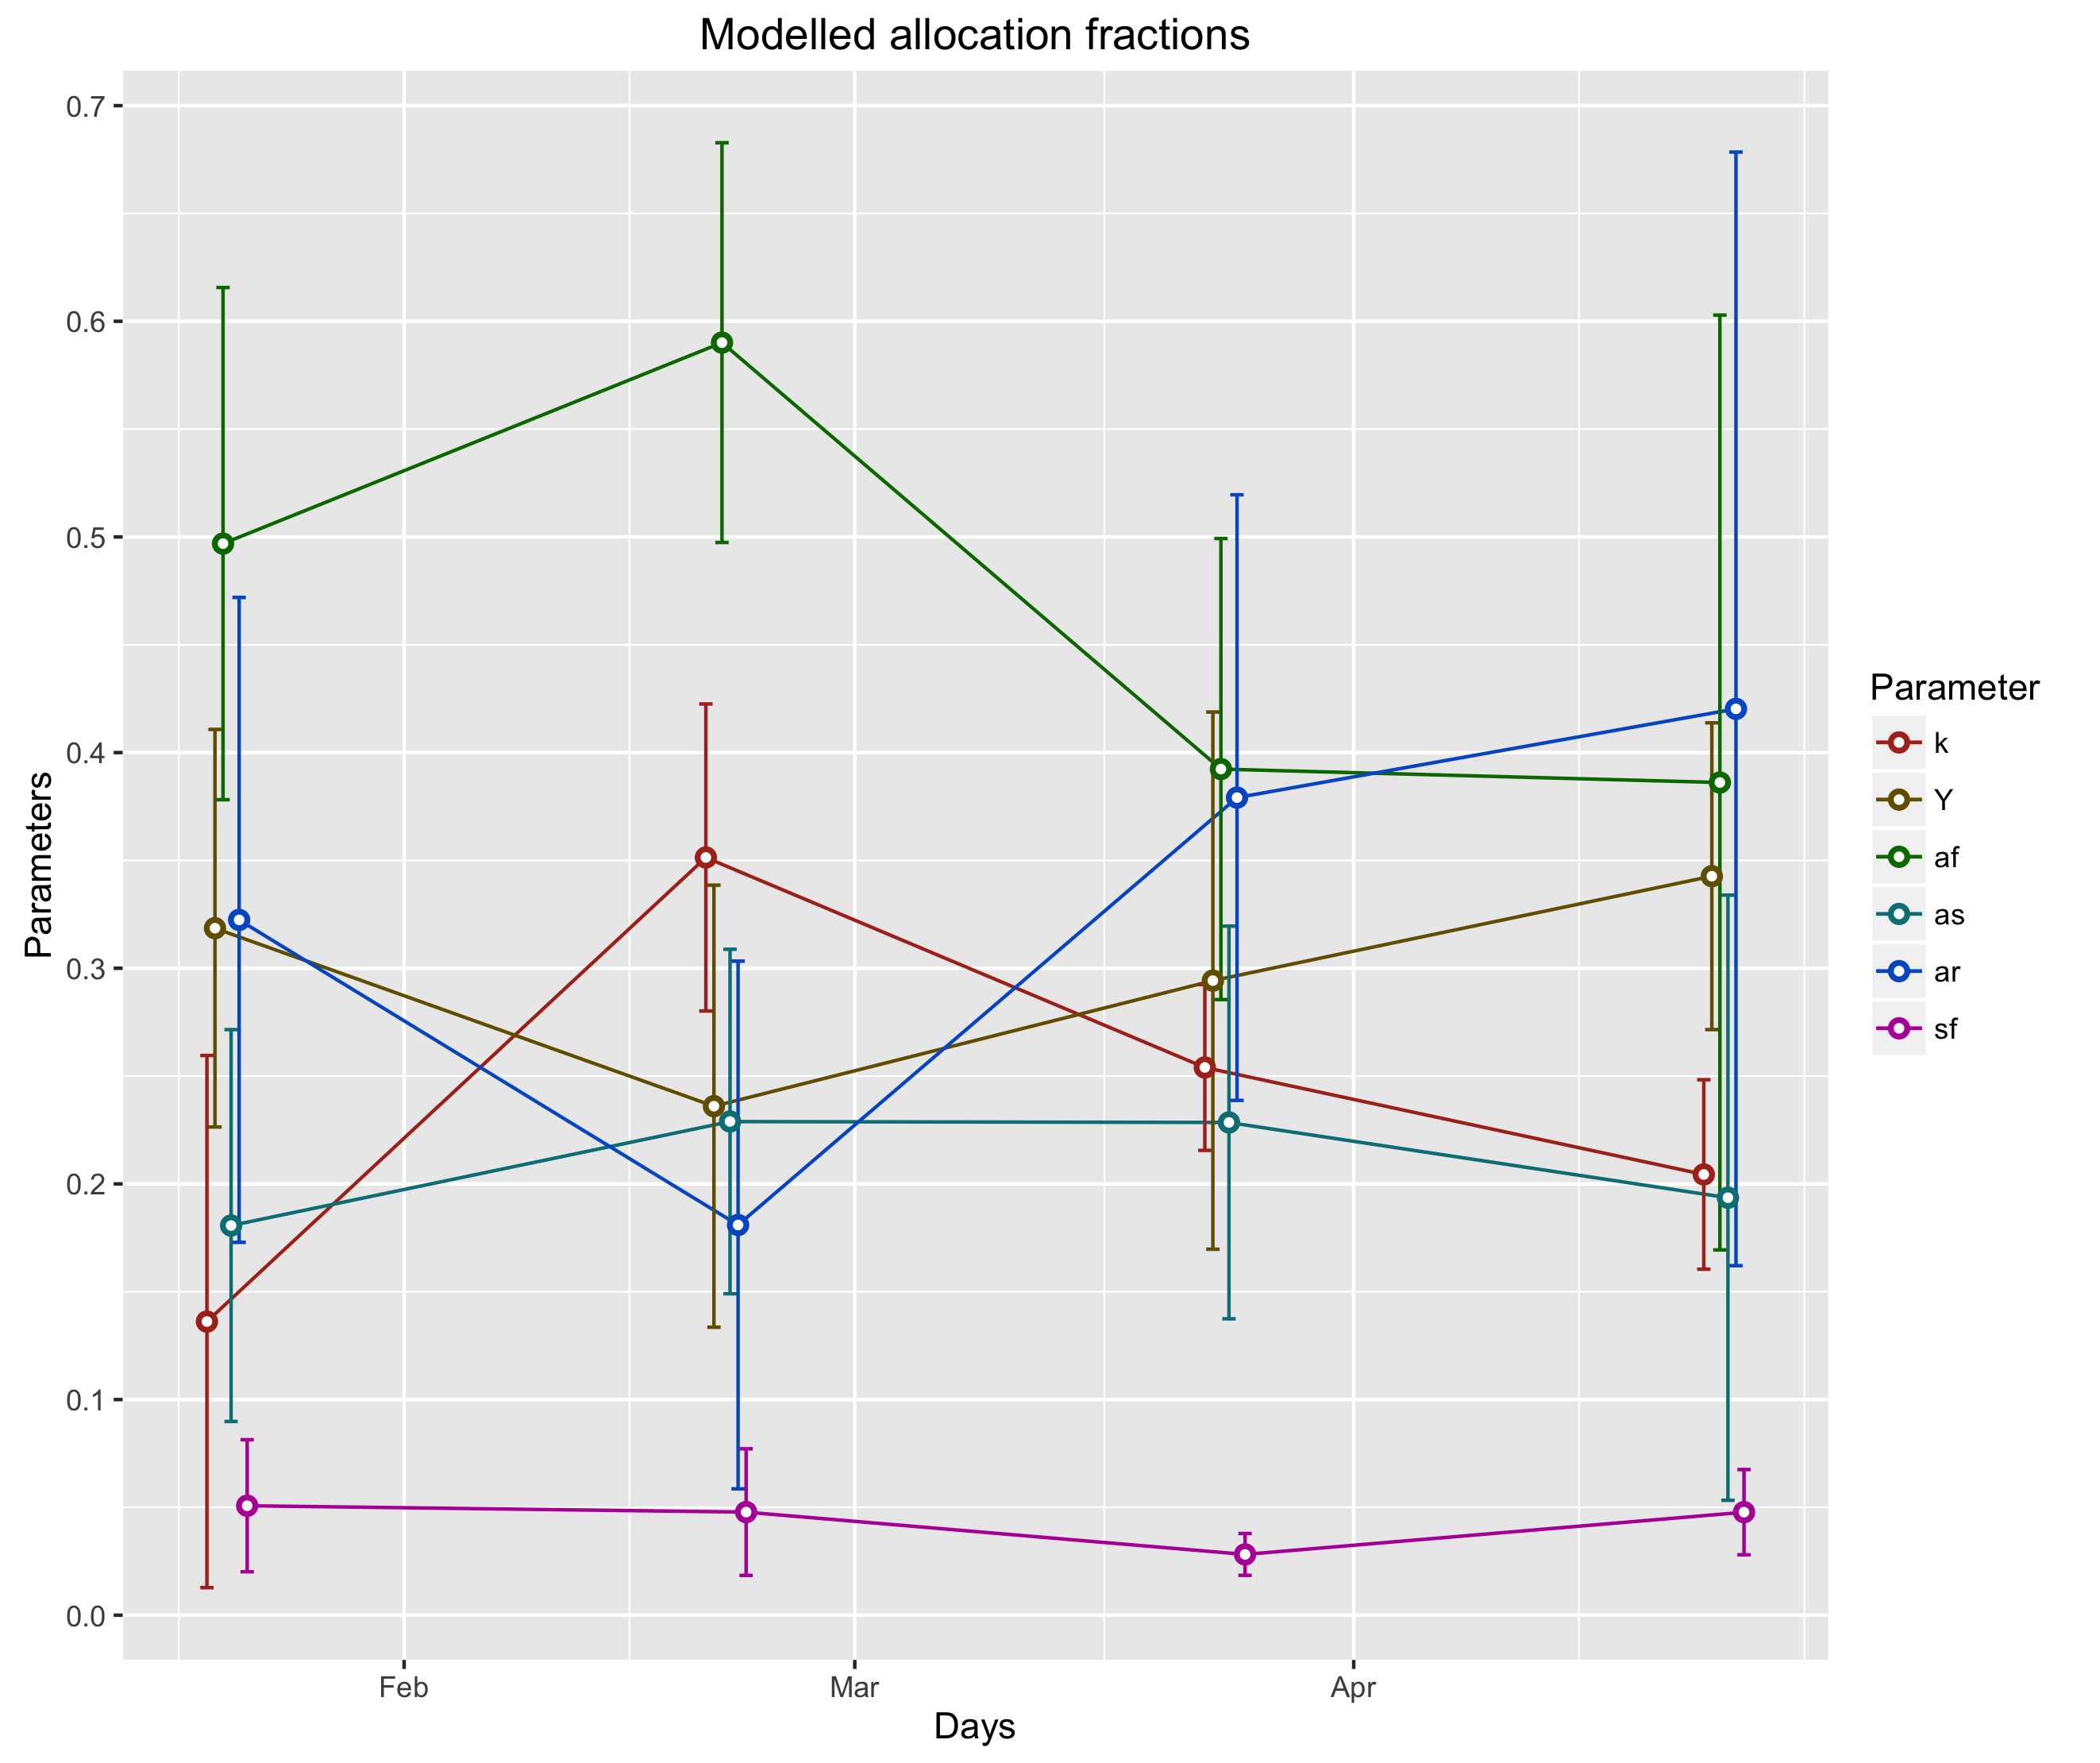 Modelled allocation fractions
0.7
0.6
0.5
0.4
0.3
0.2
0.1
0.0
Parameters
Feb
Mar
Apr
Days
Parameter
k
Y
af
as
ar
sf